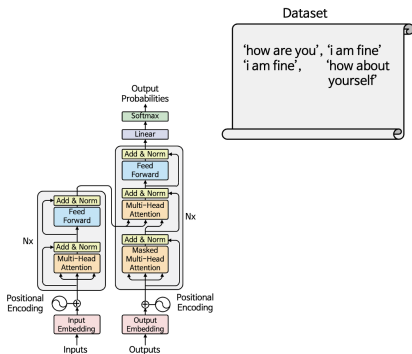 Dataset
'how are you', 'i am fine'
'i am fine', 'how about
yourself'
Output
Probabilities
Softmax
Linear
Add & Norm
Feed
Forward
Add & Norm
Multi-Head
Attention
Nx
Add & Norm
Masked
Multi-Head
Attention
Add & Norm
Feed
Forward
Nx
Add & Norm
Multi-Head
Attention
Positional
Encoding
Positional
Encoding
Input
Embedding
Output
Embedding
Inputs
Outputs